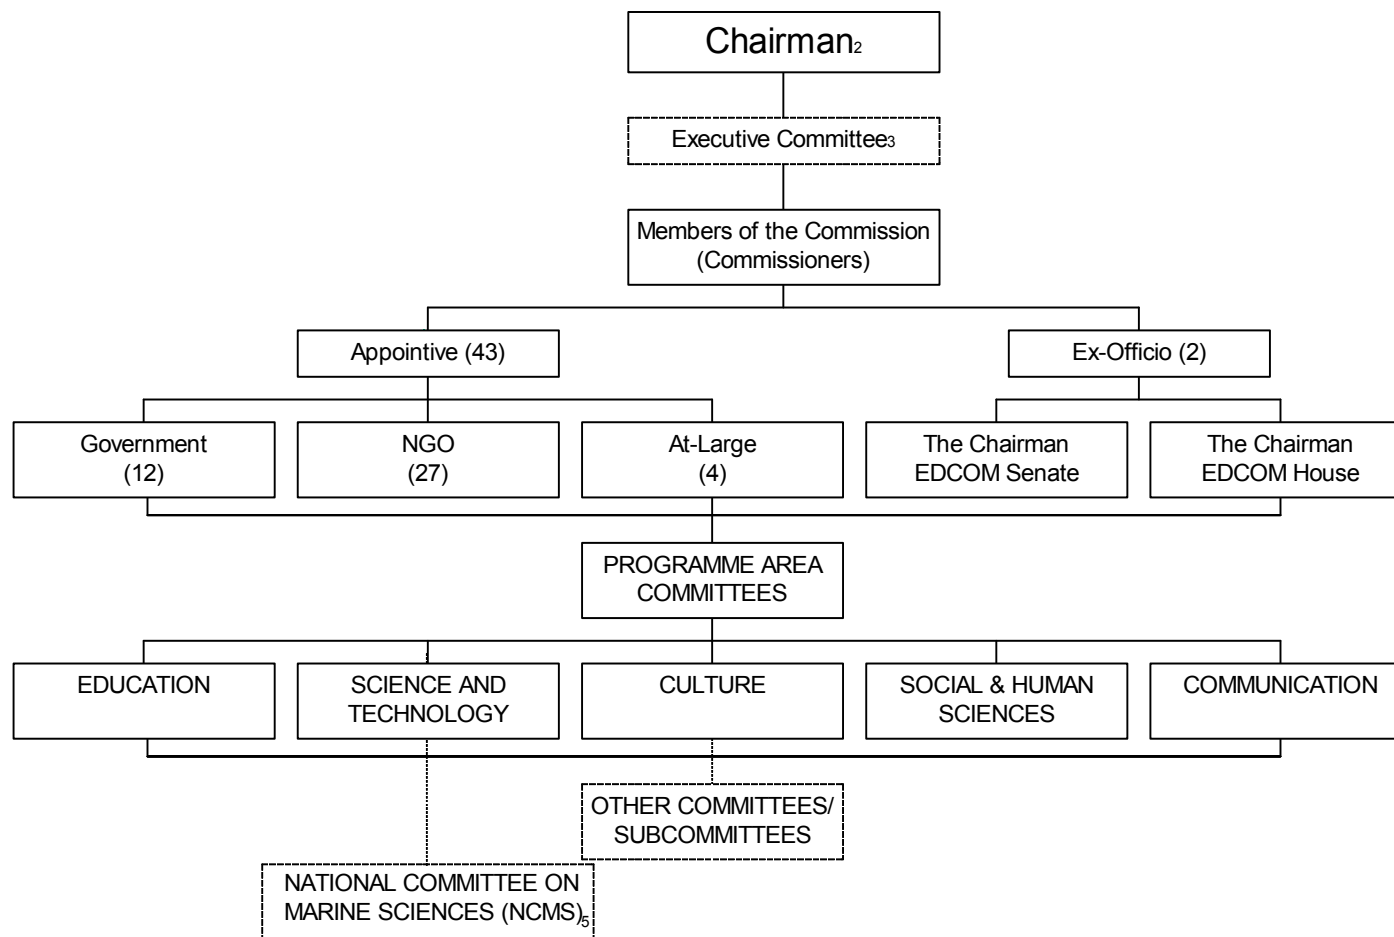 Chairman2
Executive Committee3
Members of the Commission
(Commissioners)
Appointive (43)
Ex-Officio (2)
Government
(12)
NGO
(27)
At-Large
(4)
The Chairman
EDCOM Senate
The Chairman
EDCOM House
PROGRAMME AREA
COMMITTEES
EDUCATION
SCIENCE AND
TECHNOLOGY
CULTURE
SOCIAL & HUMAN
SCIENCES
COMMUNICATION
OTHER COMMITTEES/
SUBCOMMITTEES
NATIONAL COMMITTEE ON
MARINE SCIENCES (NCMS)5